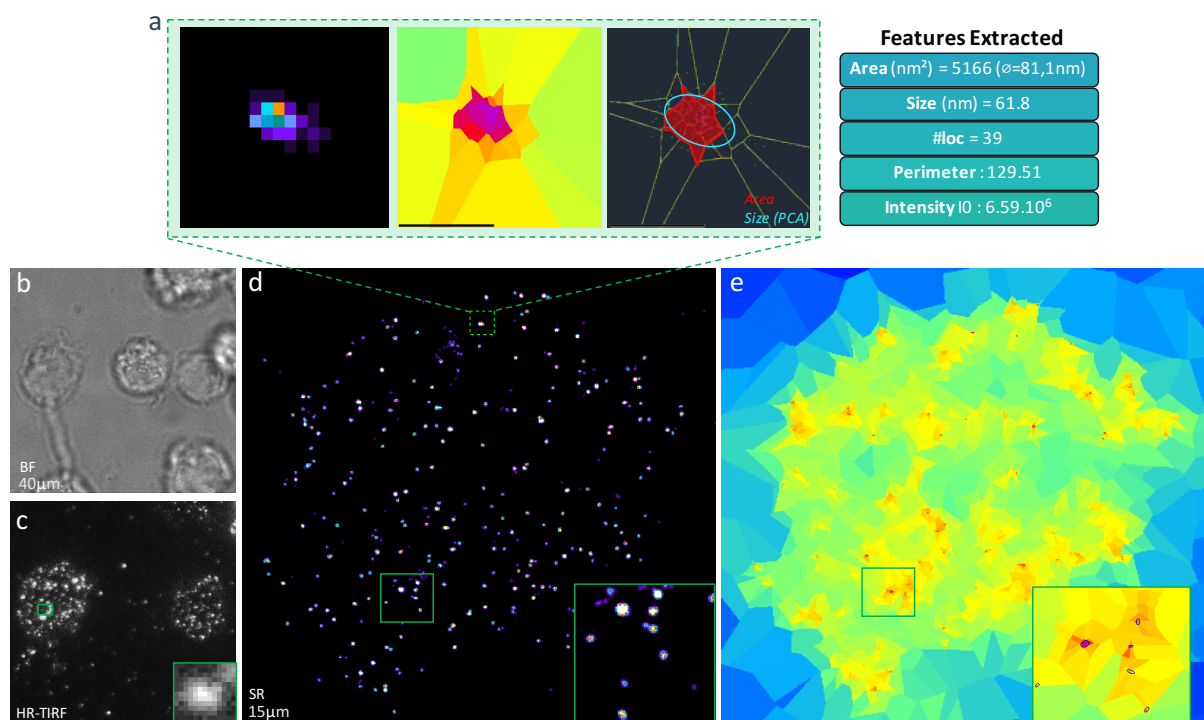 a
Features Extracted
Area (nm²) = 5166 (⌀=81,1nm)
Size (nm) = 61.8
#loc = 39
Perimeter : 129.51
Intensity I0 : 6.59.10⁶
Area
Size (PCA)
b
BF
40µm
c
HR-TIRF
d
SR
15µm
e